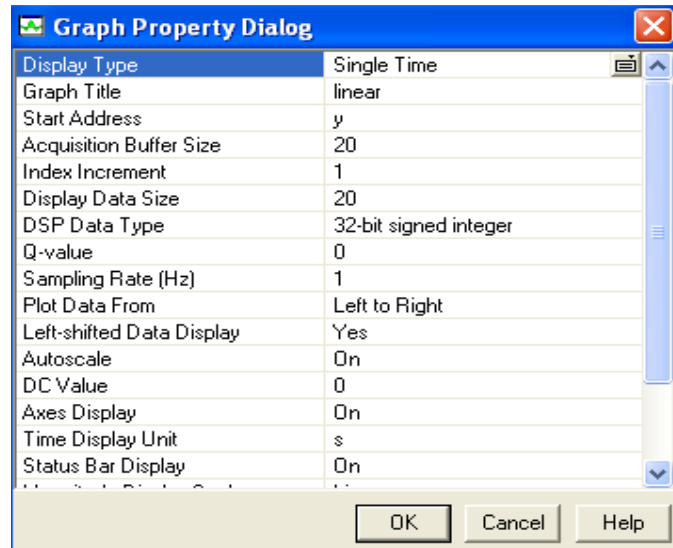 Graph Property Dialog
Display Type Single Time
Graph Title linear
Start Address y
Acquisition Buffer Size 20
Index Increment 1
Display Data Size 20
DSP Data Type 32-bit signed integer
Q-value 0
Sampling Rate (Hz) 1
Plot Data From Left to Right
Left-shifted Data Display Yes
Autoscale On
DC Value 0
Axes Display On
Time Display Unit s
Status Bar Display On
OK Cancel Help